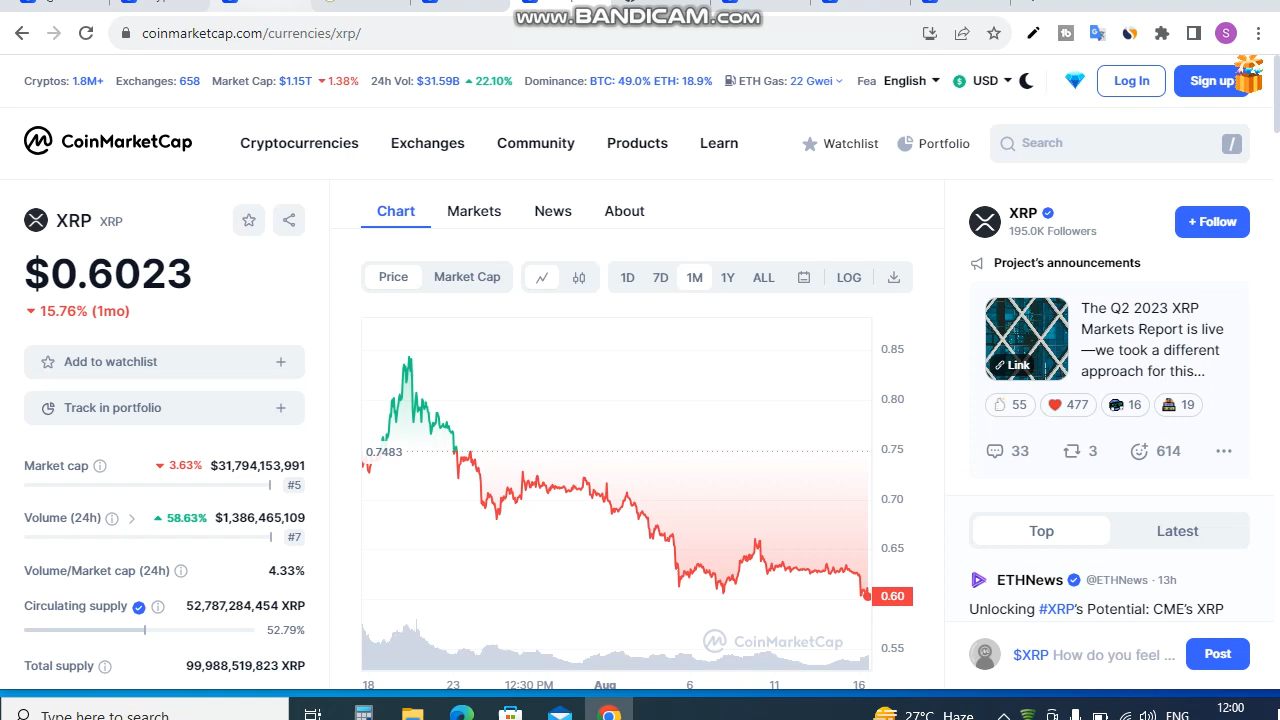 www.BANDICAM.com
coinmarketcap.com/currencies/xrp/
S
Cryptos: 1.8M+ Exchanges: 658 Market Cap: $1.15T 1.38% 24h Vol: $31.59B 22.10% Dominance: BTC: 49.0% ETH: 18.9% ETH Gas: 22 Gwei Fea English USD Log In Sign up
CoinMarketCap Cryptocurrencies Exchanges Community Products Learn Watchlist Portfolio Search /
XRP XRP
$0.6023
15.76% (1mo)
Add to watchlist +
Track in portfolio +
Market cap 3.63% $31,794,153,991
#5
Volume (24h) 58.63% $1,386,465,109
#7
Volume/Market cap (24h) 4.33%
Circulating supply 52,787,284,454 XRP
52.79%
Total supply 99,988,519,823 XRP
Chart Markets News About
Price Market Cap 1D 7D 1M 1Y ALL LOG
0.85
0.80
0.7483 0.75
0.70
0.65
0.60
CoinMarketCap 0.55
18 23 12:30 PM Aug 6 11 16
XRP
195.0K Followers
+ Follow
Project's announcements
Link
The Q2 2023 XRP
Markets Report is live
—we took a different
approach for this...
55 477 16 19
33 3 614
Top Latest
ETHNews @ETHNews · 13h
Unlocking #XRP's Potential: CME's XRP
$XRP How do you feel ... Post
Type here to search 27°C Haze ENG 12:00